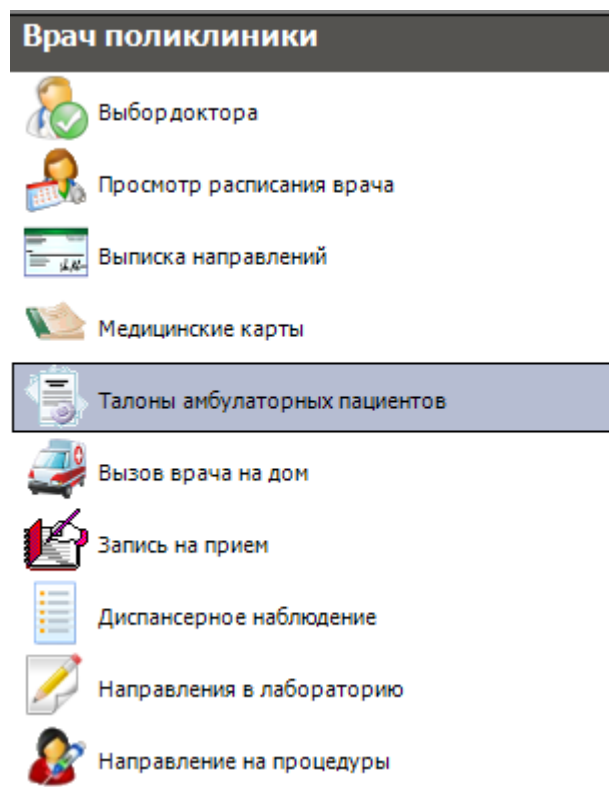 Врач поликлиники
Выбор доктора
Просмотр расписания врача
Выписка направлений
Медицинские карты
Талоны амбулаторных пациентов
Вызов врача на дом
Запись на прием
Диспансерное наблюдение
Направления в лабораторию
Направление на процедуры